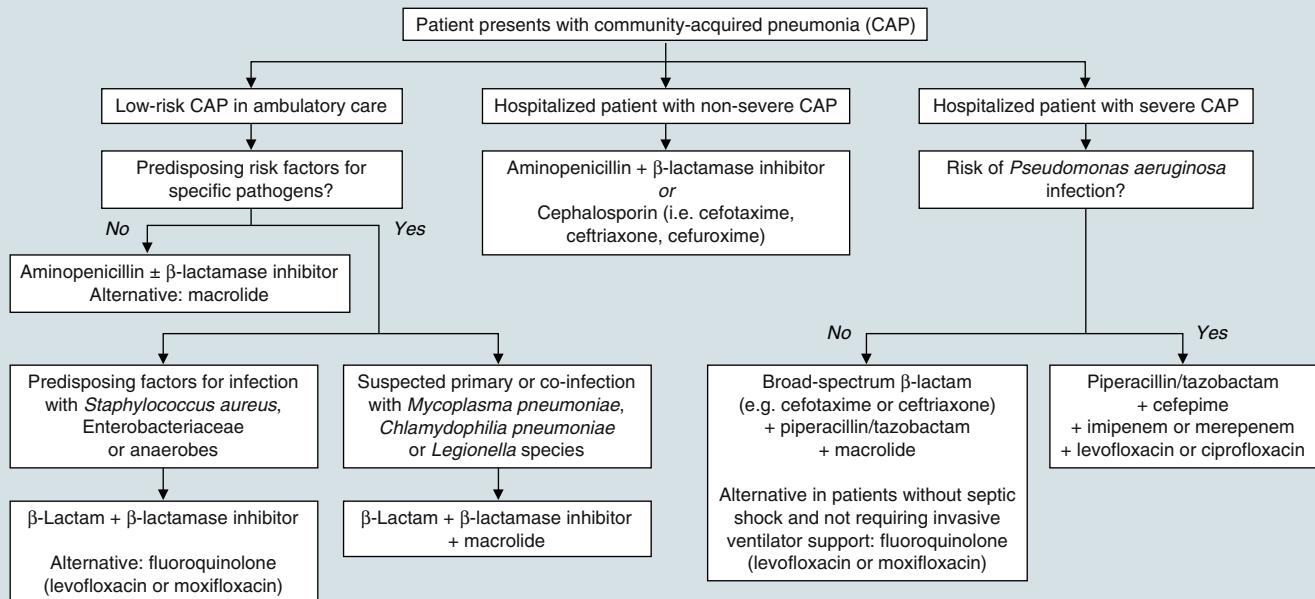 Patient presents with community-acquired pneumonia (CAP)
Low-risk CAP in ambulatory care
Hospitalized patient with non-severe CAP
Hospitalized patient with severe CAP
Predisposing risk factors for
specific pathogens?
Aminopenicillin + β-lactamase inhibitor
or
Cephalosporin (i.e. cefotaxime,
ceftriaxone, cefuroxime)
Risk of Pseudomonas aeruginosa
infection?
No
Yes
Aminopenicillin ± β-lactamase inhibitor
Alternative: macrolide
No
Yes
Predisposing factors for infection
with Staphylococcus aureus,
Enterobacteriaceae
or anaerobes
Suspected primary or co-infection
with Mycoplasma pneumoniae,
Chlamydophilia pneumoniae
or Legionella species
Broad-spectrum β-lactam
(e.g. cefotaxime or ceftriaxone)
+ piperacillin/tazobactam
+ macrolide
Alternative in patients without septic
shock and not requiring invasive
ventilator support: fluoroquinolone
(levofloxacin or moxifloxacin)
Piperacillin/tazobactam
+ cefepime
+ imipenem or merepenem
+ levofloxacin or ciprofloxacin
β-Lactam + β-lactamase inhibitor
Alternative: fluoroquinolone
(levofloxacin or moxifloxacin)
β-Lactam + β-lactamase inhibitor
+ macrolide